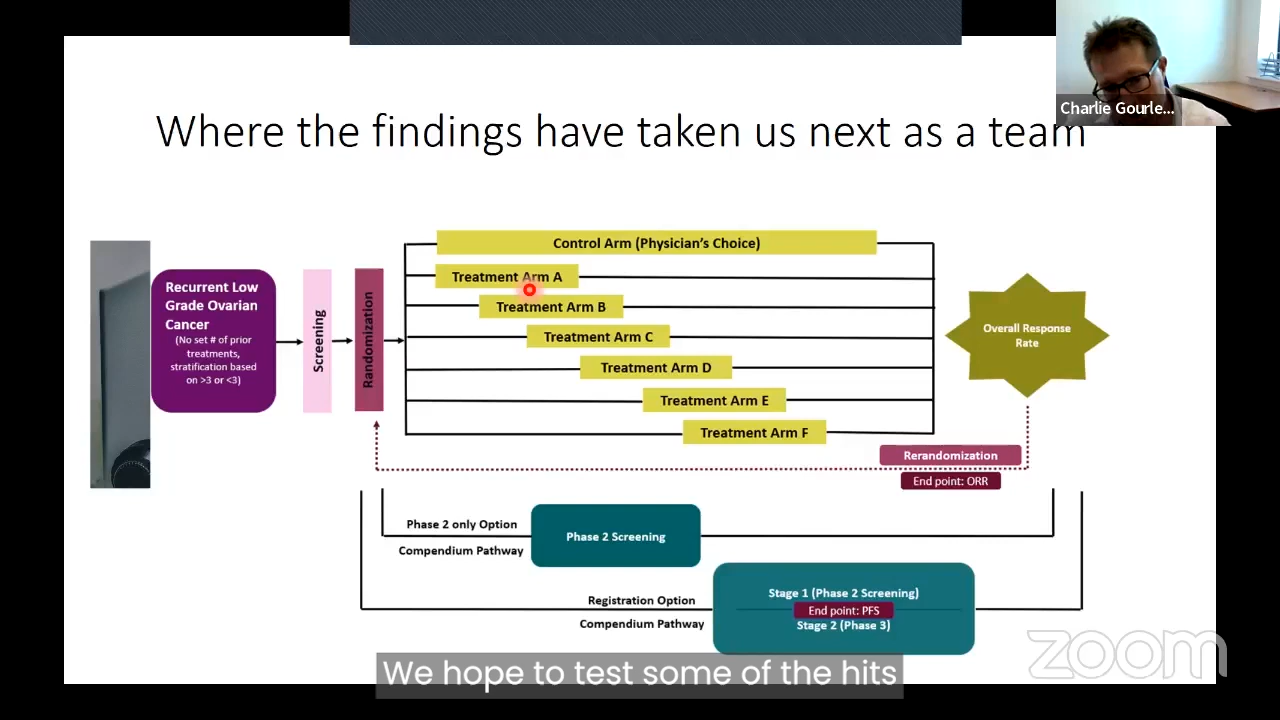 Charlie Gourle...
Where the findings have taken us next as a team
Recurrent Low
Grade Ovarian
Cancer
(No set # of prior
treatments,
stratification based
on >3 or <3)
Screening
Randomization
Control Arm (Physician's Choice)
Treatment Arm A
Treatment Arm B
Treatment Arm C
Treatment Arm D
Treatment Arm E
Treatment Arm F
Overall Response
Rate
Rerandomization
End point: ORR
Phase 2 only Option
Compendium Pathway
Phase 2 Screening
Registration Option
Compendium Pathway
Stage 1 (Phase 2 Screening)
End point: PFS
Stage 2 (Phase 3)
zoom
We hope to test some of the hits